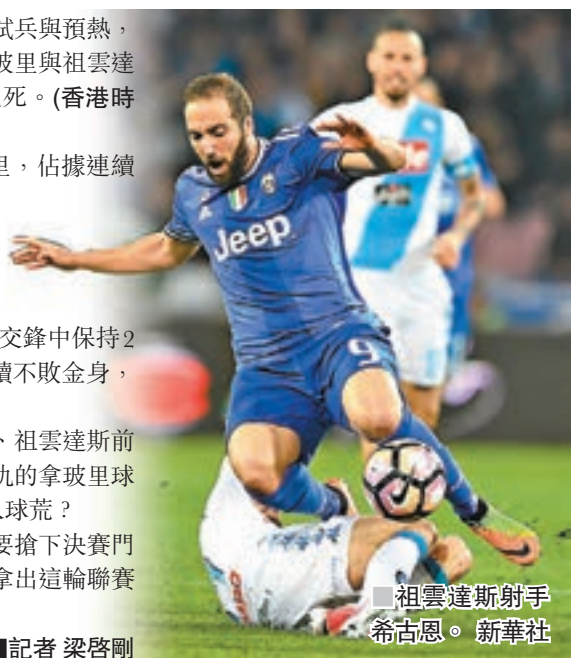 試兵與預熱，
玻里與祖雲達
死。(香港時
里，佔據連續
交鋒中保持2
續不敗金身，
、祖雲達斯前
仇的拿玻里球
球荒？
要搶下決賽門
拿出這輪聯賽
■記者 梁啓剛
Jeep
9
■祖雲達斯射手
希古恩。 新華社